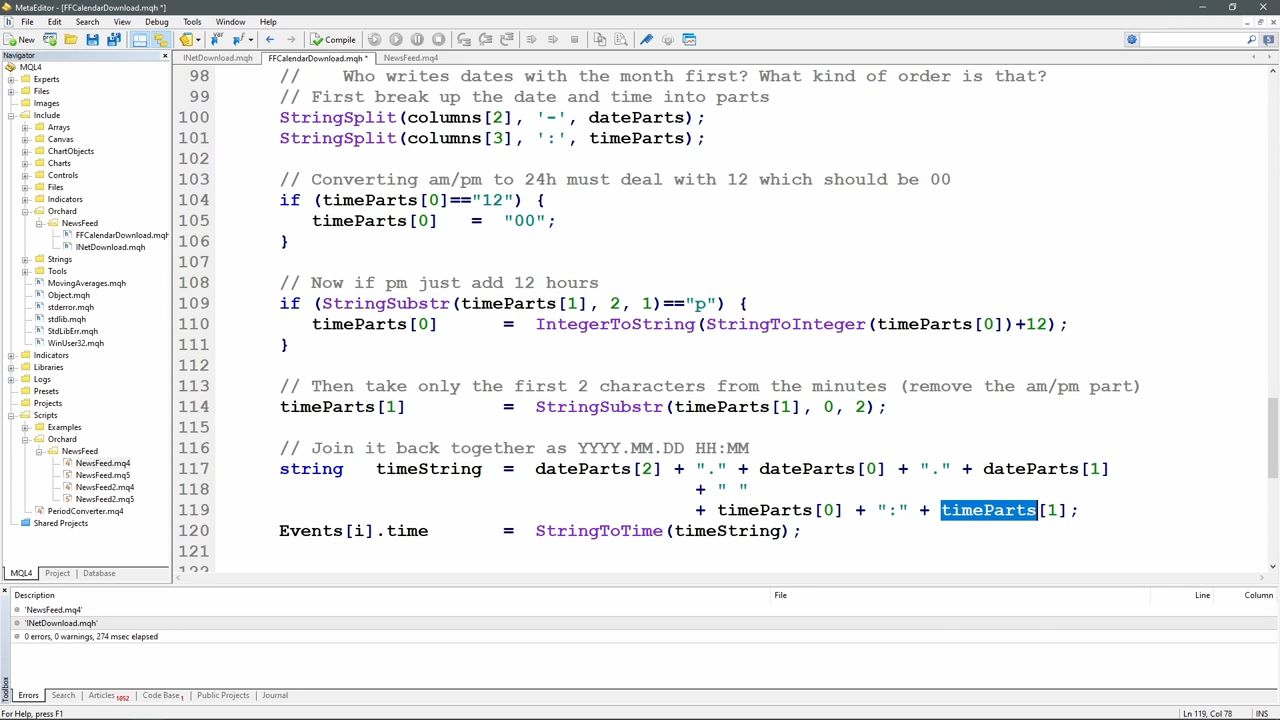 MetaEditor - [FFCalendarDownload.mqh *]
File Edit Search View Debug Tools Window Help
New Compile
Navigator
INetDownload.mqh FFCalendarDownload.mqh * NewsFeed.mq4
MQL4
Experts
Files
Images
Include
Arrays
Canvas
ChartObjects
Charts
Controls
Files
Indicators
Orchard
NewsFeed
FFCalendarDownload.mqh
INetDownload.mqh
Strings
Tools
MovingAverages.mqh
Object.mqh
stderror.mqh
stdlib.mqh
StdLibErr.mqh
WinUser32.mqh
Indicators
Libraries
Logs
Presets
Projects
Scripts
Examples
Orchard
NewsFeed
NewsFeed.mq4
NewsFeed.mq5
NewsFeed2.mq4
NewsFeed2.mq5
PeriodConverter.mq4
Shared Projects
MQL4 Project Database
98 // Who writes dates with the month first? What kind of order is that?
99 // First break up the date and time into parts
100 StringSplit(columns[2], '-', dateParts);
101 StringSplit(columns[3], ':', timeParts);
102
103 // Converting am/pm to 24h must deal with 12 which should be 00
104 if (timeParts[0]=="12") {
105 timeParts[0] = "00";
106 }
107
108 // Now if pm just add 12 hours
109 if (StringSubstr(timeParts[1], 2, 1)=="p") {
110 timeParts[0] = IntegerToString(StringToInteger(timeParts[0])+12);
111 }
112
113 // Then take only the first 2 characters from the minutes (remove the am/pm part)
114 timeParts[1] = StringSubstr(timeParts[1], 0, 2);
115
116 // Join it back together as YYYY.MM.DD HH:MM
117 string timeString = dateParts[2] + "." + dateParts[0] + "." + dateParts[1]
118 + " "
119 + timeParts[0] + ":" + timeParts[1];
120 Events[i].time = StringToTime(timeString);
121
122
Description File Line Column
'NewsFeed.mq4'
'INetDownload.mqh'
0 errors, 0 warnings, 274 msec elapsed
Toolbox
Errors Search Articles 1052 Code Base 1 Public Projects Journal
For Help, press F1 Ln 119, Col 78 INS